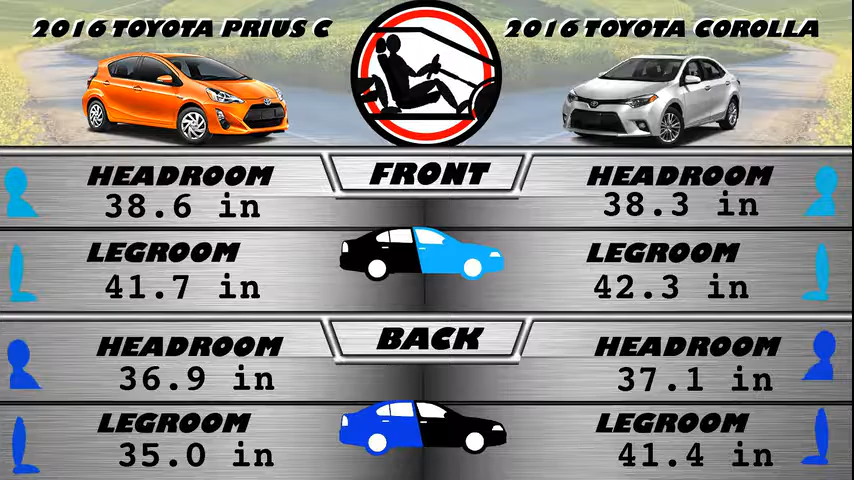 2016 TOYOTA PRIUS C
2016 TOYOTA COROLLA
FRONT
HEADROOM
38.6 in
HEADROOM
38.3 in
LEGROOM
41.7 in
LEGROOM
42.3 in
BACK
HEADROOM
36.9 in
HEADROOM
37.1 in
LEGROOM
35.0 in
LEGROOM
41.4 in